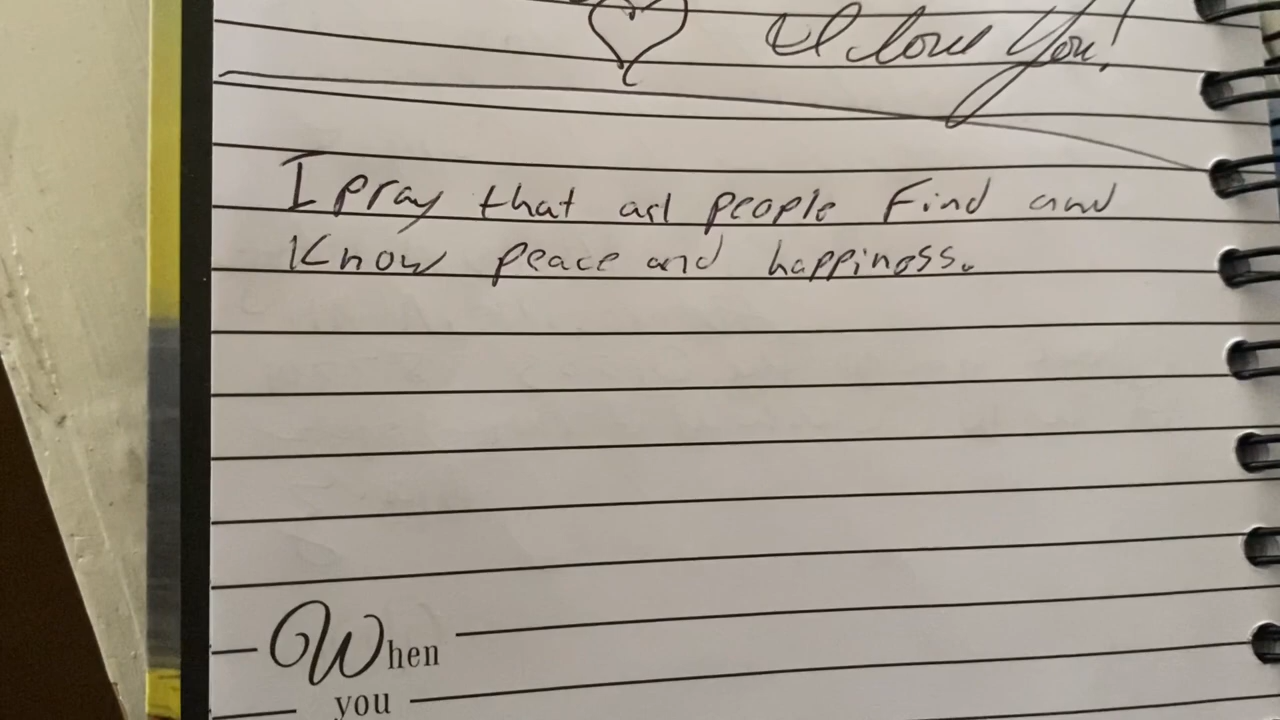 I love You!
I pray that all people Find and
Know peace and happiness.
When
you